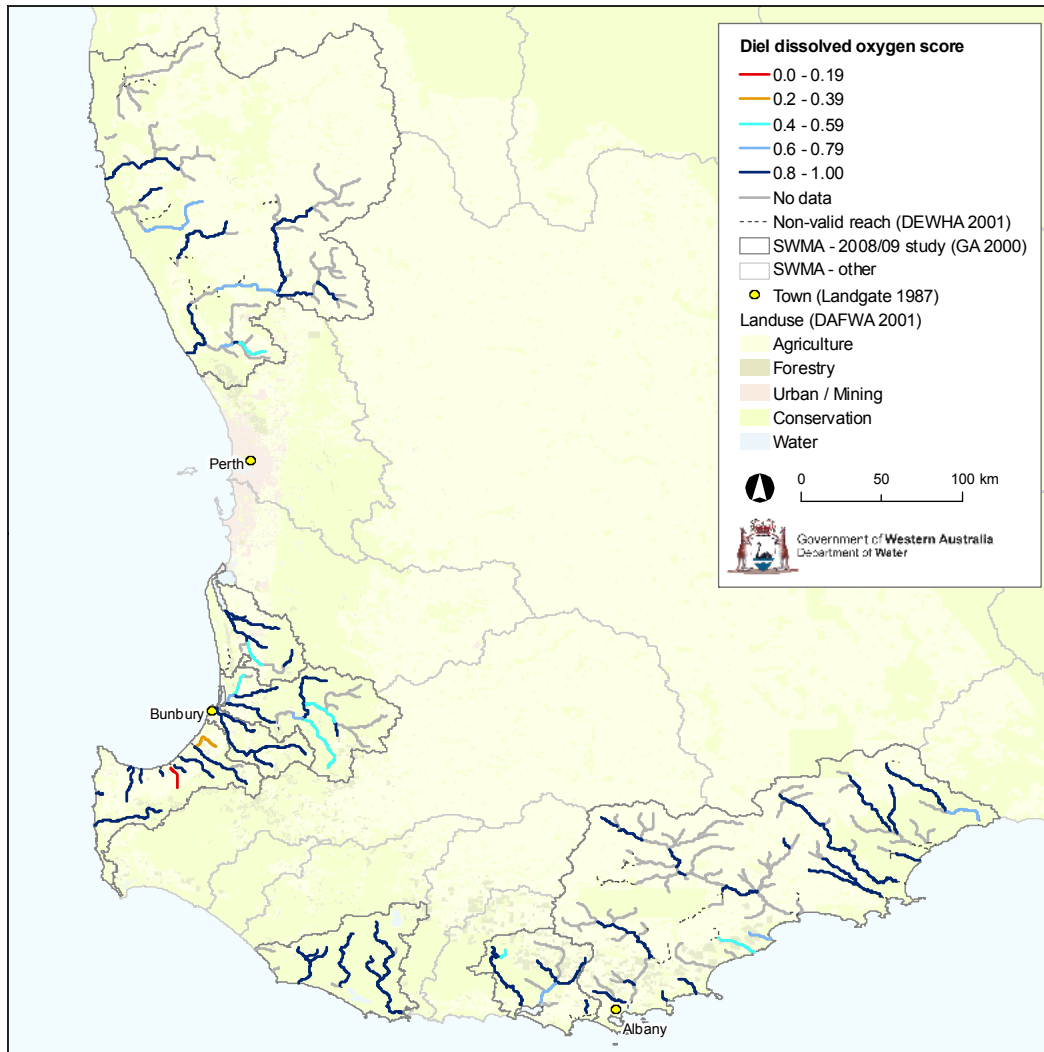 Diel dissolved oxygen score
0.0 - 0.19
0.2 - 0.39
0.4 - 0.59
0.6 - 0.79
0.8 - 1.00
No data
Non-valid reach (DEWHA 2001)
SWMA - 2008/09 study (GA 2000)
SWMA - other
Town (Landgate 1987)
Landuse (DAFWA 2001)
Agriculture
Forestry
Urban / Mining
Conservation
Water
0 50 100 km
Government of Western Australia
Department of Water
Perth
Bunbury
Albany